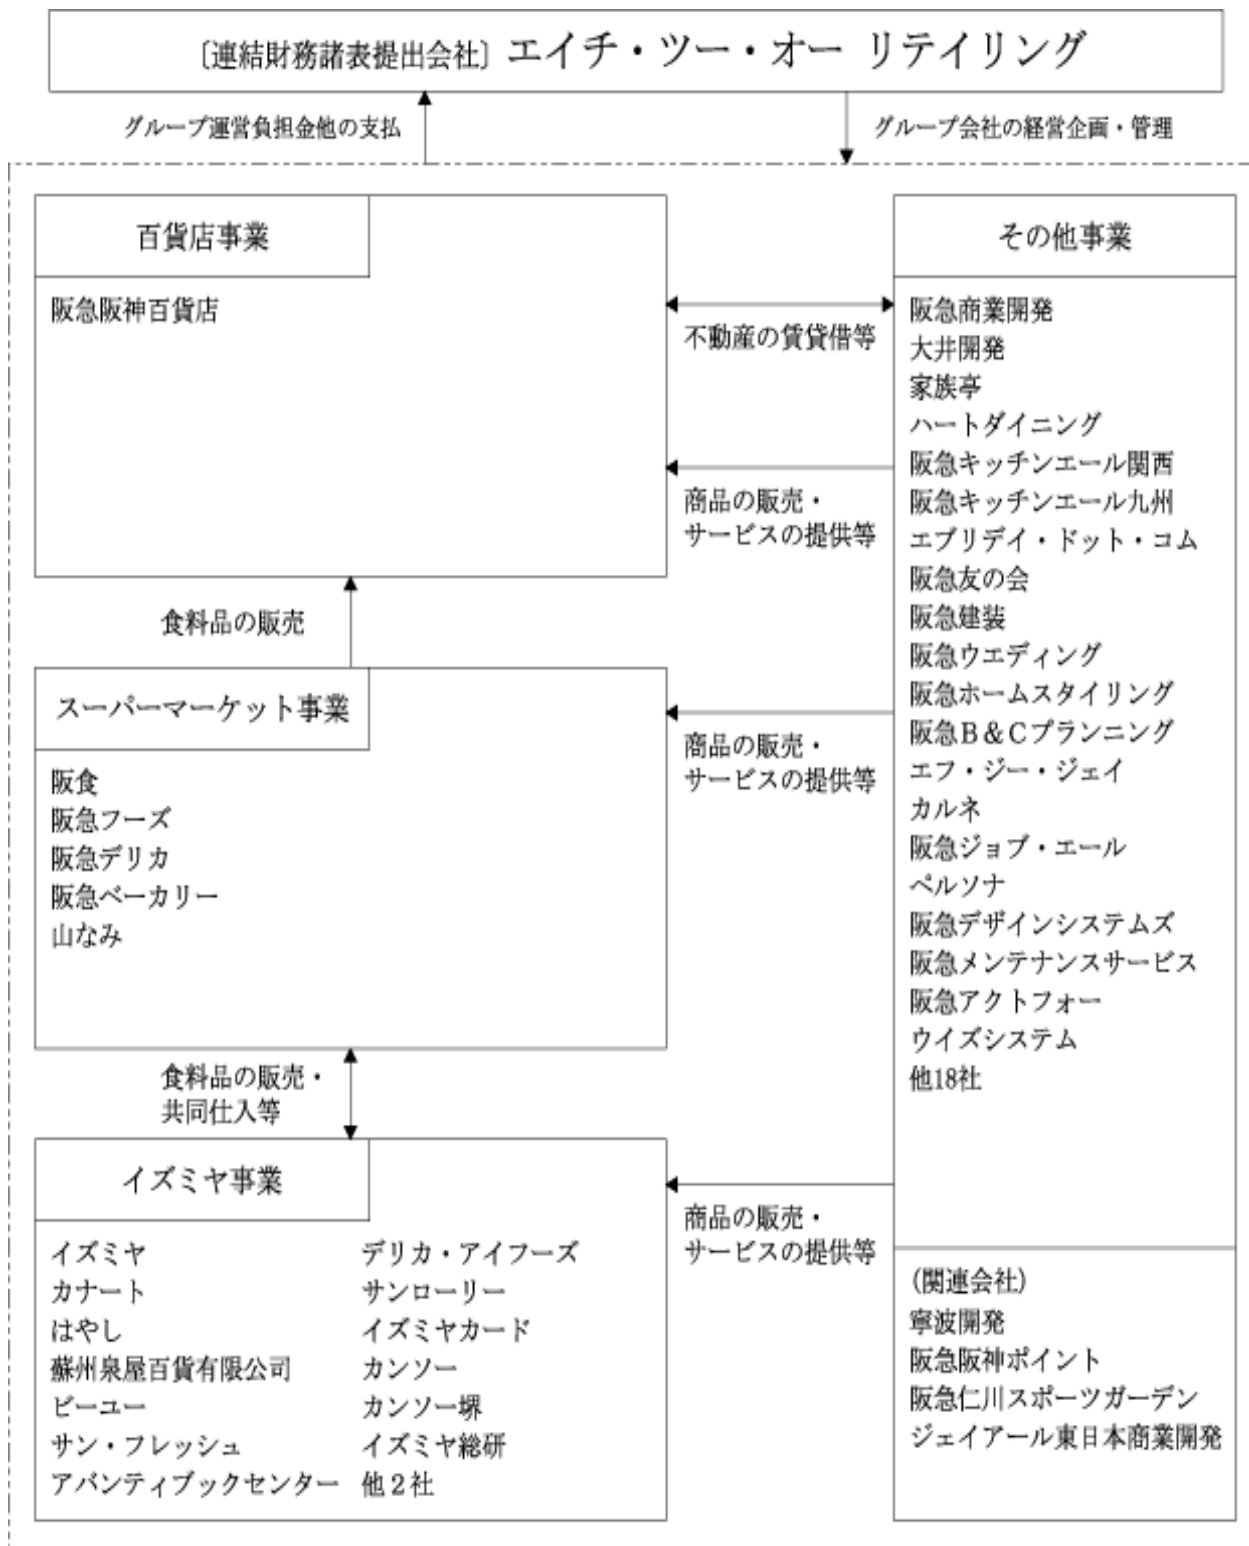 〔連結財務諸表提出会社〕エイチ・ツー・オー リテイリング
グループ運営負担金他の支払
グループ会社の経営企画・管理
百貨店事業
阪急阪神百貨店
食料品の販売
スーパーマーケット事業
阪食
阪急フーズ
阪急デリカ
阪急ベーカリー
山なみ
食料品の販売・
共同仕入等
イズミヤ事業
イズミヤ
カナート
はやし
蘇州泉屋百貨有限公司
ビーユー
サン・フレッシュ
アバンティブックセンター
デリカ・アイフーズ
サンローリー
イズミヤカード
カンソー
カンソー堺
イズミヤ総研
他2社
不動産の賃貸借等
商品の販売・
サービスの提供等
商品の販売・
サービスの提供等
商品の販売・
サービスの提供等
その他事業
阪急商業開発
大井開発
家族亭
ハートダイニング
阪急キッチンエール関西
阪急キッチンエール九州
エブリデイ・ドット・コム
阪急友の会
阪急建装
阪急ウエディング
阪急ホームスタイリング
阪急B&Cプランニング
エフ・ジー・ジェイ
カルネ
阪急ジョブ・エール
ペルソナ
阪急デザインシステムズ
阪急メンテナンスサービス
阪急アクトフォー
ウイズシステム
他18社
(関連会社)
寧波開発
阪急阪神ポイント
阪急仁川スポーツガーデン
ジェイアール東日本商業開発